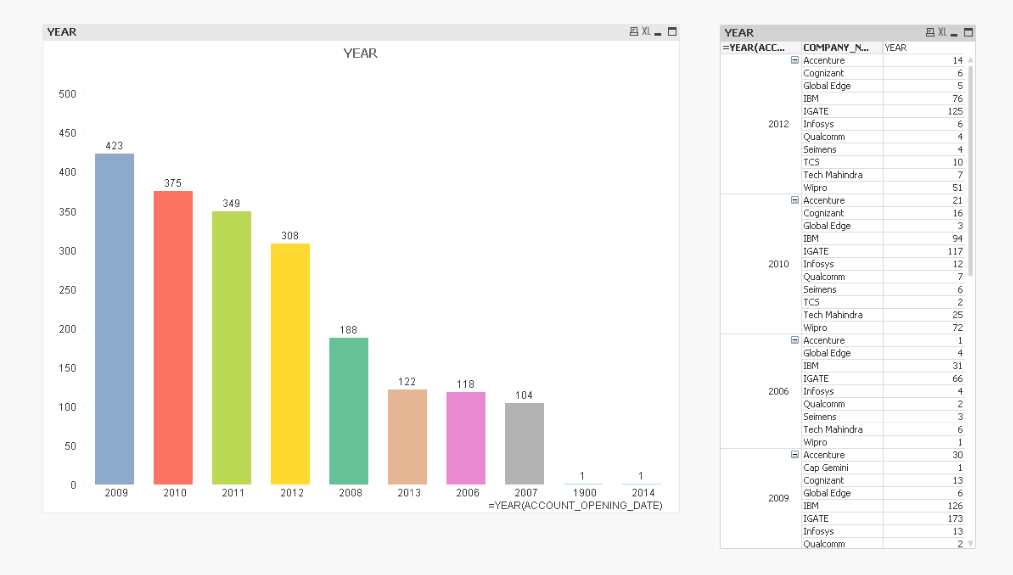 YEAR XL
YEAR
500
450
400
350
300
250
200
150
100
50
0
423
375
349
308
188
122
118
104
1
1
2009 2010 2011 2012 2008 2013 2006 2007 1900 2014
=YEAR(ACCOUNT_OPENING_DATE)
YEAR XL
=YEAR(ACC... COMPANY_N... YEAR
2012
Accenture 14
Cognizant 6
Global Edge 5
IBM 76
IGATE 125
Infosys 6
Qualcomm 4
Seimens 4
TCS 10
Tech Mahindra 7
Wipro 51
2010
Accenture 21
Cognizant 16
Global Edge 3
IBM 94
IGATE 117
Infosys 12
Qualcomm 7
Seimens 6
TCS 2
Tech Mahindra 25
Wipro 72
2006
Accenture 1
Global Edge 4
IBM 31
IGATE 66
Infosys 4
Qualcomm 2
Seimens 3
Tech Mahindra 6
Wipro 1
2009
Accenture 30
Cap Gemini 1
Cognizant 13
Global Edge 6
IBM 126
IGATE 173
Infosys 13
Qualcomm 2